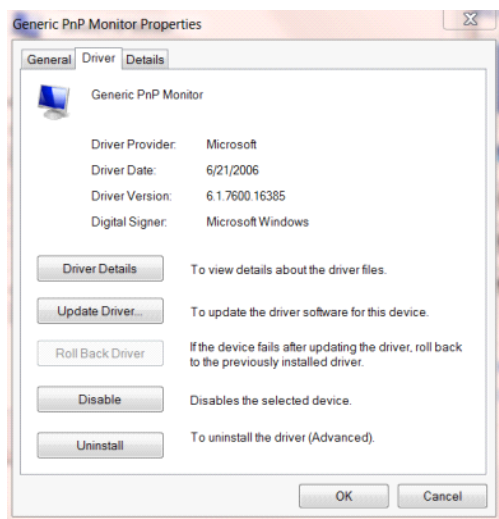 Generic PnP Monitor Properties
General Driver Details
Generic PnP Monitor
Driver Provider: Microsoft
Driver Date: 6/21/2006
Driver Version: 6.1.7600.16385
Digital Signer: Microsoft Windows
Driver Details To view details about the driver files.
Update Driver... To update the driver software for this device.
Roll Back Driver If the device fails after updating the driver, roll back
to the previously installed driver.
Disable Disables the selected device.
Uninstall To uninstall the driver (Advanced).
OK Cancel